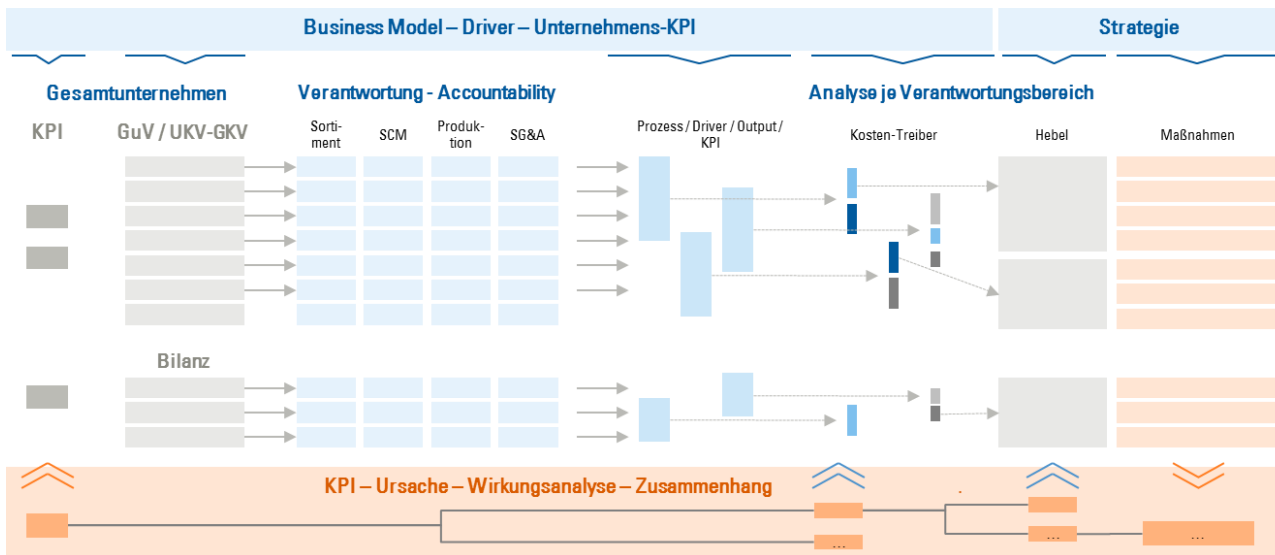 Business Model – Driver – Unternehmens-KPI
Strategie
Gesamtunternehmen
Verantwortung - Accountability
Analyse je Verantwortungsbereich
KPI
GuV / UKV-GKV
Sorti-
ment
SCM
Produk-
tion
SG&A
Prozess / Driver / Output /
KPI
Kosten-Treiber
Hebel
Maßnahmen
Bilanz
KPI – Ursache – Wirkungsanalyse – Zusammenhang
.
...
...
...